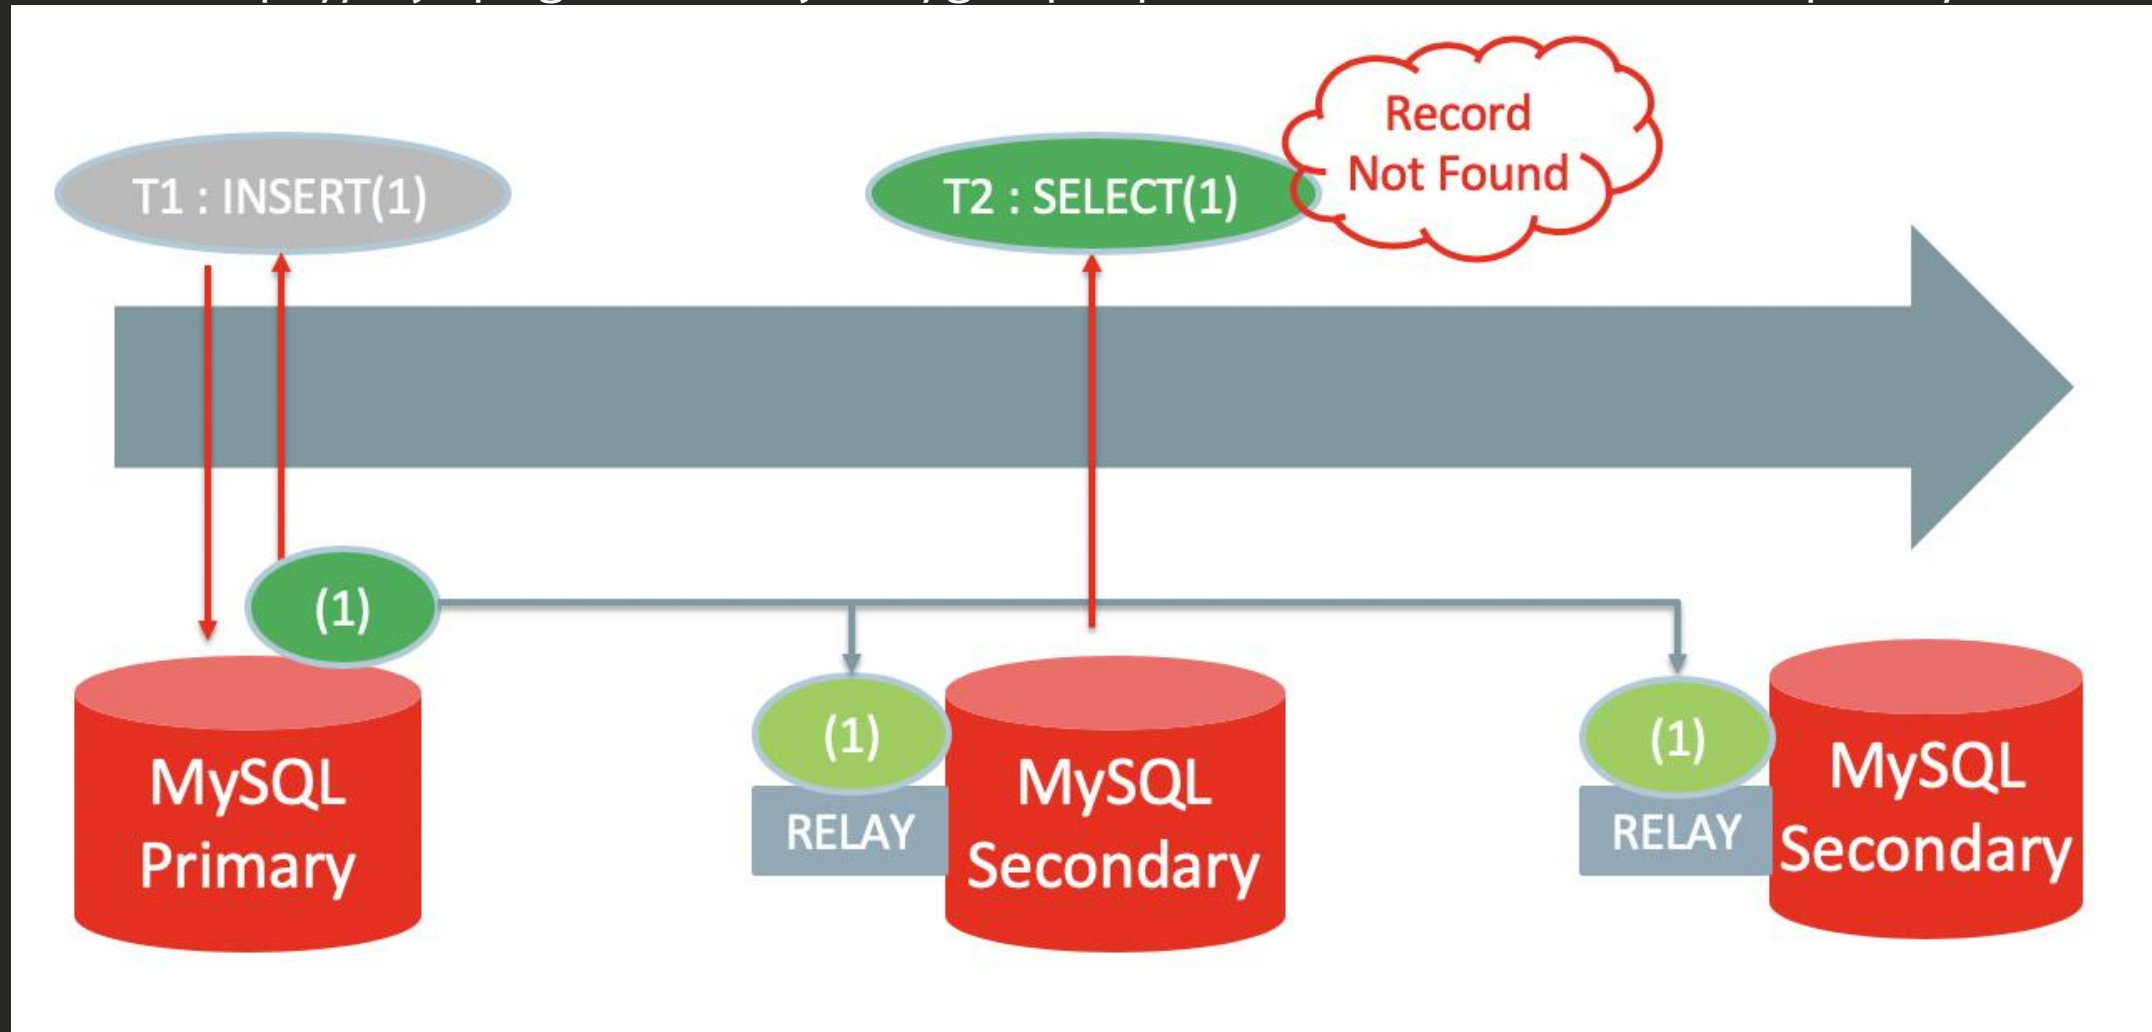 T1 : INSERT(1)
T2 : SELECT(1)
Record
Not Found
(1)
(1)
(1)
RELAY
RELAY
MySQL
Primary
MySQL
Secondary
MySQL
Secondary